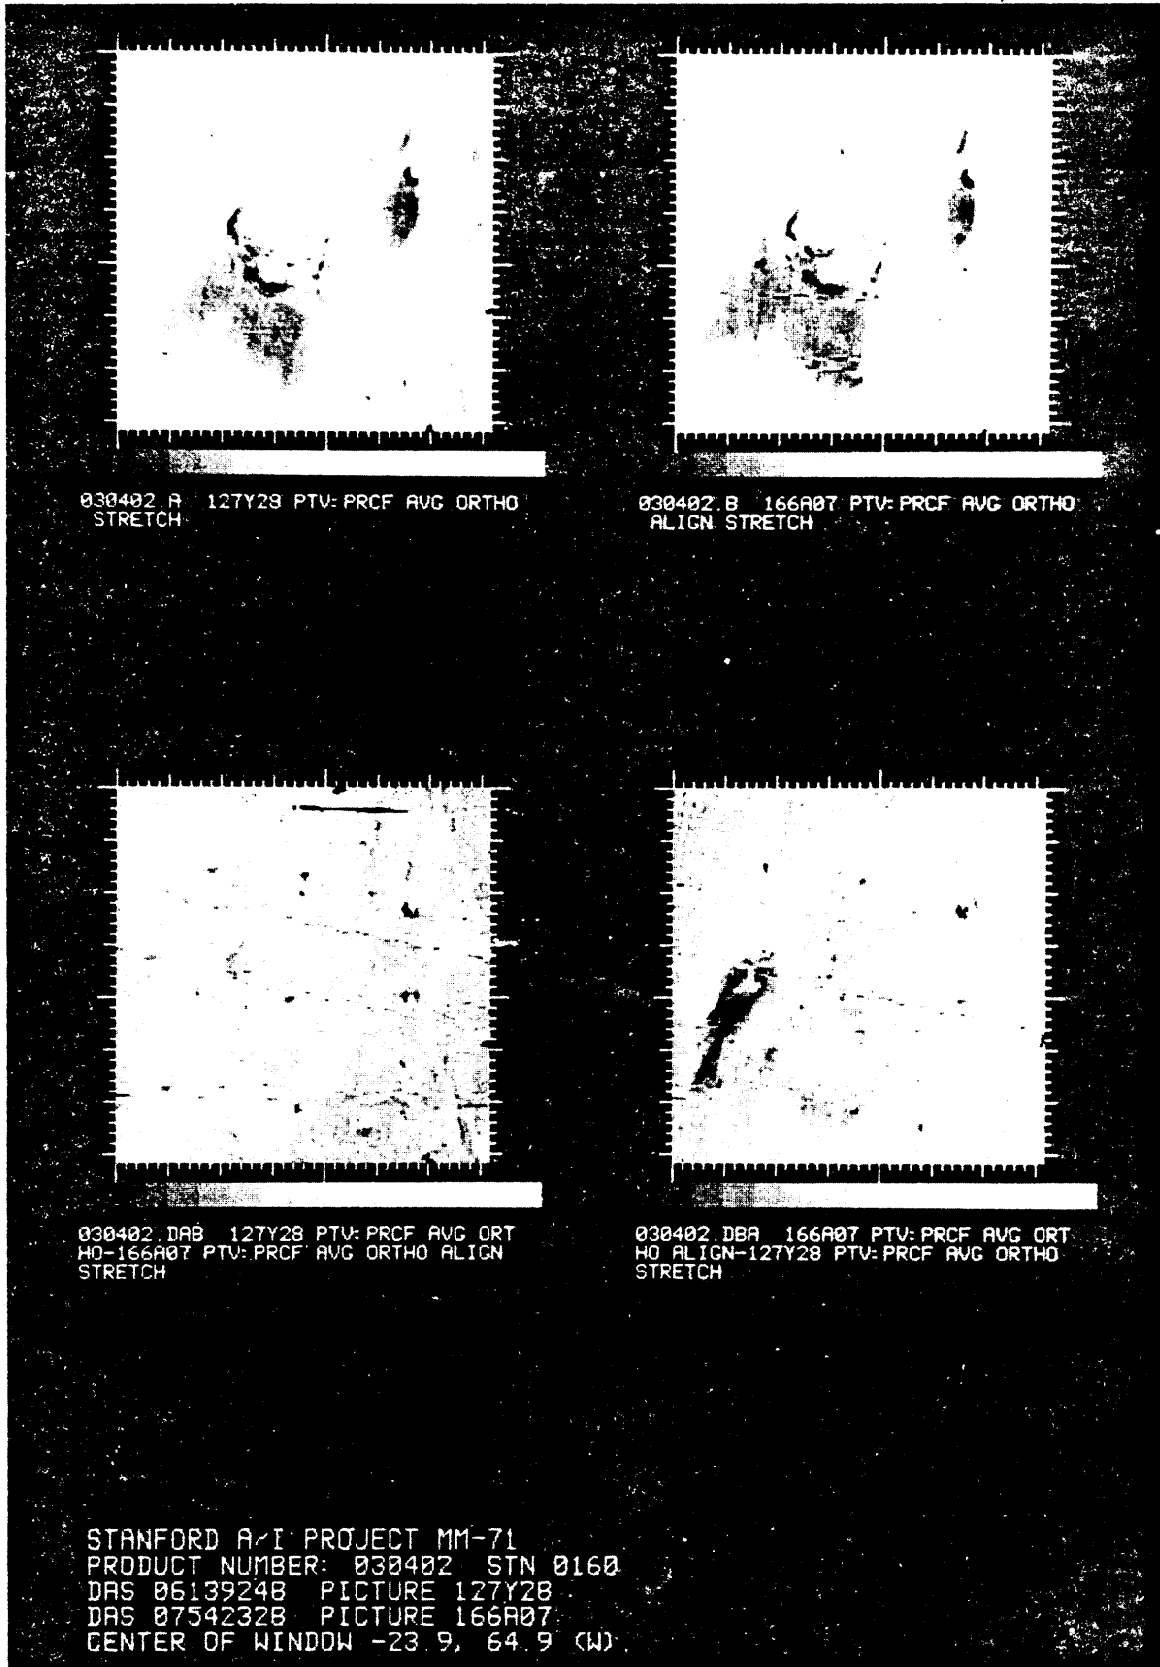 030402.A 127Y28 PTV:PRCF AVG ORTHO
STRETCH
030402.B 166A07 PTV:PRCF AVG ORTHO
ALIGN STRETCH
030402.DAB 127Y28 PTV:PRCF AVG ORT
HO-166A07 PTV:PRCF AVG ORTHO ALIGN
STRETCH
030402.DBA 166A07 PTV:PRCF AVG ORT
HO ALIGN-127Y28 PTV:PRCF AVG ORTHO
STRETCH
STANFORD A/I PROJECT MM-71
PRODUCT NUMBER: 030402 STN 0160
DAS 06139248 PICTURE 127Y28
DAS 07542328 PICTURE 166A07
CENTER OF WINDOW -23.9, 64.9 (W)